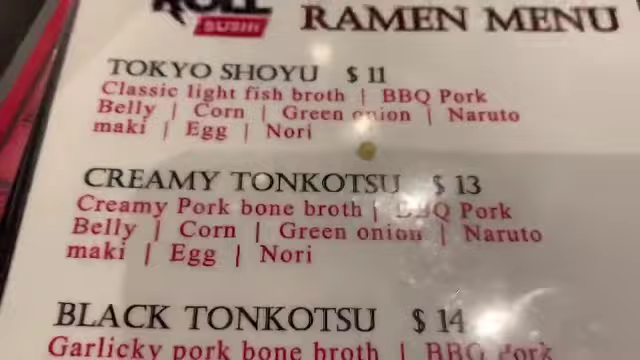 ROLL
SUSHI
RAMEN MENU
TOKYO SHOYU $ 11
Classic light fish broth | BBQ Pork
Belly | Corn | Green onion | Naruto
maki | Egg | Nori
CREAMY TONKOTSU $ 13
Creamy Pork bone broth | BBQ Pork
Belly | Corn | Green onion | Naruto
maki | Egg | Nori
BLACK TONKOTSU $ 14
Garlicky pork bone broth | BBQ Pork